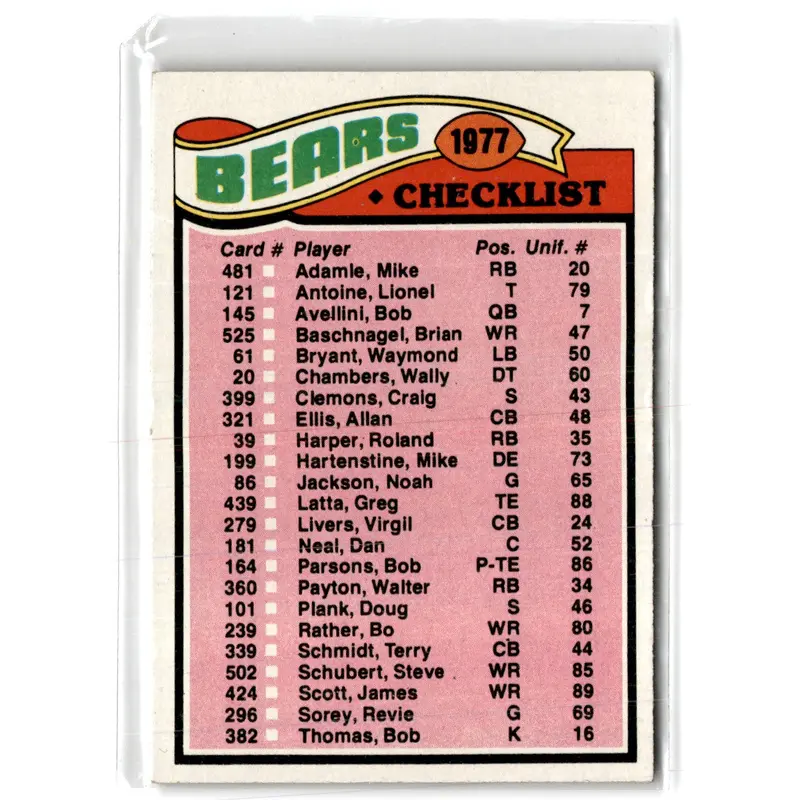 BEARS 1977
◆ CHECKLIST
Card # Player Pos. Unif. #
481 Adamle, Mike RB 20
121 Antoine, Lionel T 79
145 Avellini, Bob QB 7
525 Baschnagel, Brian WR 47
61 Bryant, Waymond LB 50
20 Chambers, Wally DT 60
399 Clemons, Craig S 43
321 Ellis, Allan CB 48
39 Harper, Roland RB 35
199 Hartenstine, Mike DE 73
86 Jackson, Noah G 65
439 Latta, Greg TE 88
279 Livers, Virgil CB 24
181 Neal, Dan C 52
164 Parsons, Bob P-TE 86
360 Payton, Walter RB 34
101 Plank, Doug S 46
239 Rather, Bo WR 80
339 Schmidt, Terry CB 44
502 Schubert, Steve WR 85
424 Scott, James WR 89
296 Sorey, Revie G 69
382 Thomas, Bob K 16